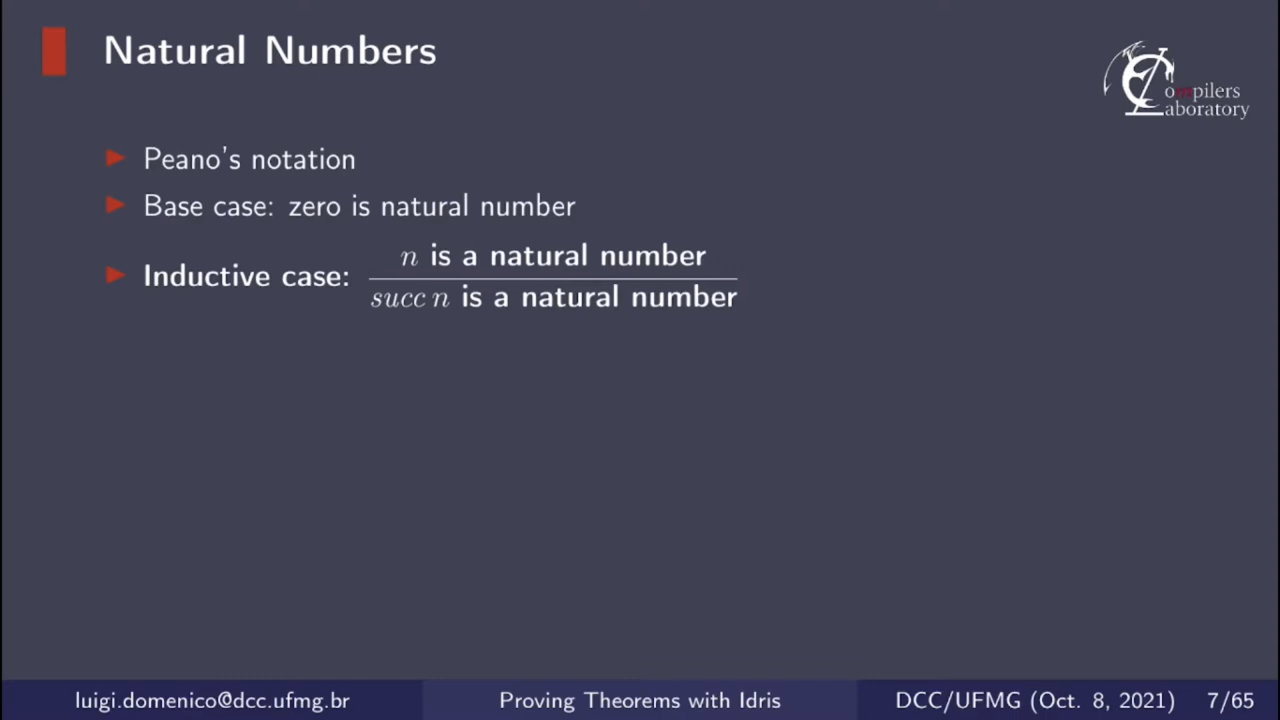 Natural Numbers
Compilers
Laboratory
Peano's notation
Base case: zero is natural number
Inductive case:
n is a natural number
succ n is a natural number
luigi.domenico@dcc.ufmg.br
Proving Theorems with Idris
DCC/UFMG (Oct. 8, 2021)
7/65